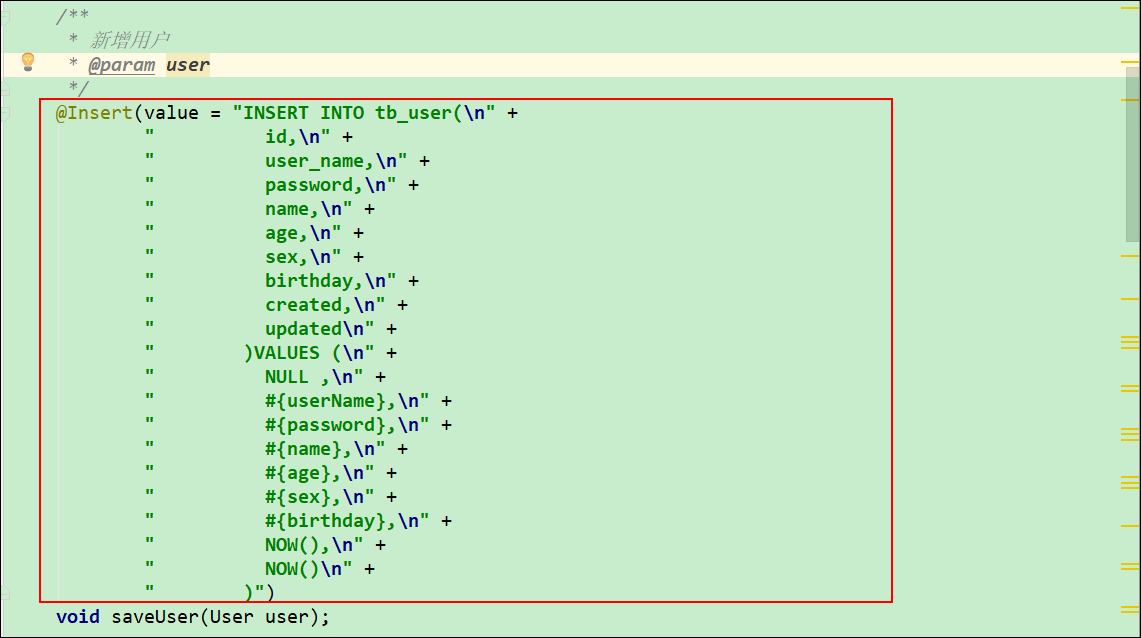 /**
 * 新增用户
 * @param user
 */
@Insert(value = "INSERT INTO tb_user(\n" +
        "          id,\n" +
        "          user_name,\n" +
        "          password,\n" +
        "          name,\n" +
        "          age,\n" +
        "          sex,\n" +
        "          birthday,\n" +
        "          created,\n" +
        "          updated\n" +
        "        )VALUES (\n" +
        "          NULL ,\n" +
        "          #{userName},\n" +
        "          #{password},\n" +
        "          #{name},\n" +
        "          #{age},\n" +
        "          #{sex},\n" +
        "          #{birthday},\n" +
        "          NOW(),\n" +
        "          NOW()\n" +
        "        )")
void saveUser(User user);